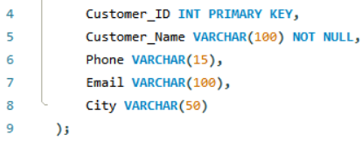 4 Customer_ID INT PRIMARY KEY,
5 Customer_Name VARCHAR(100) NOT NULL,
6 Phone VARCHAR(15),
7 Email VARCHAR(100),
8 City VARCHAR(50)
9 );